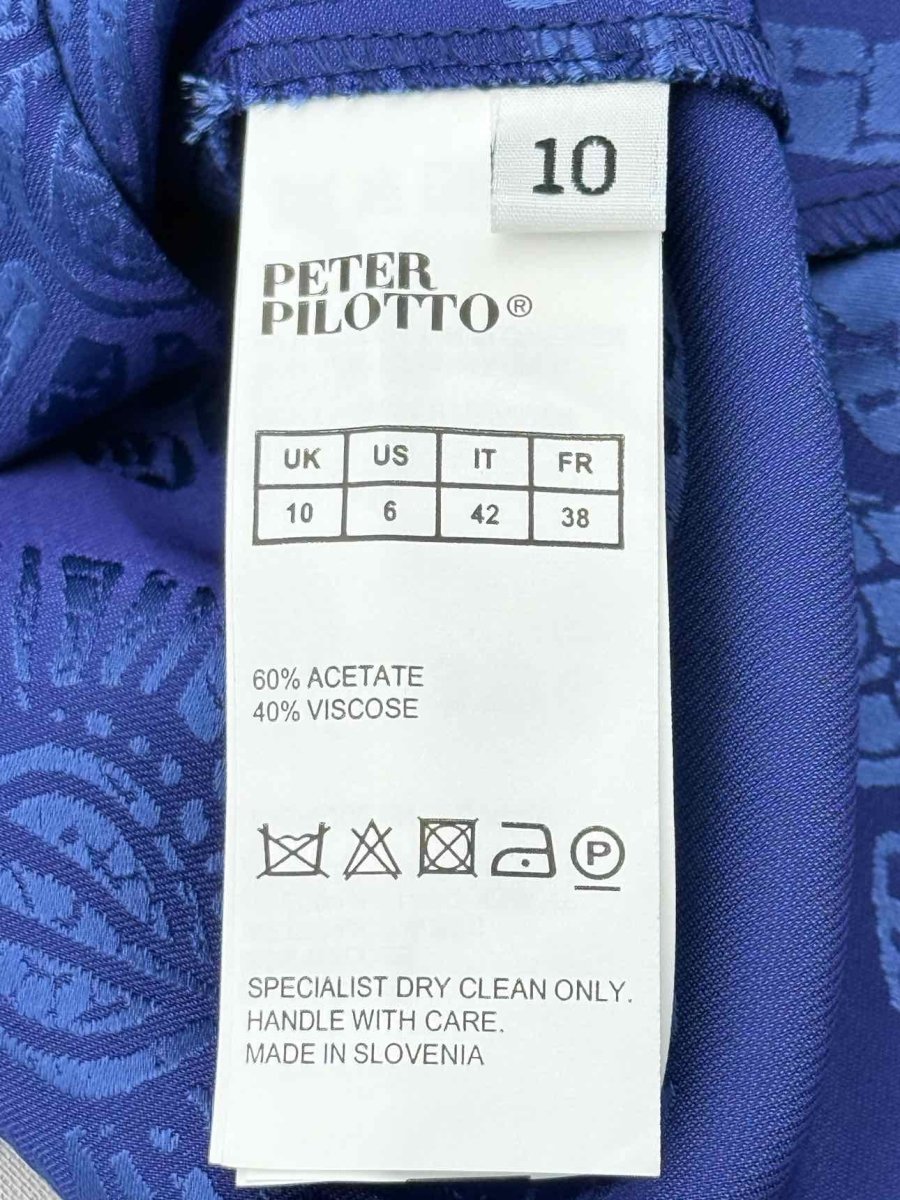 10
PETER
PILOTTO®
UK US IT FR
10 6 42 38
60% ACETATE
40% VISCOSE
P
SPECIALIST DRY CLEAN ONLY.
HANDLE WITH CARE.
MADE IN SLOVENIA